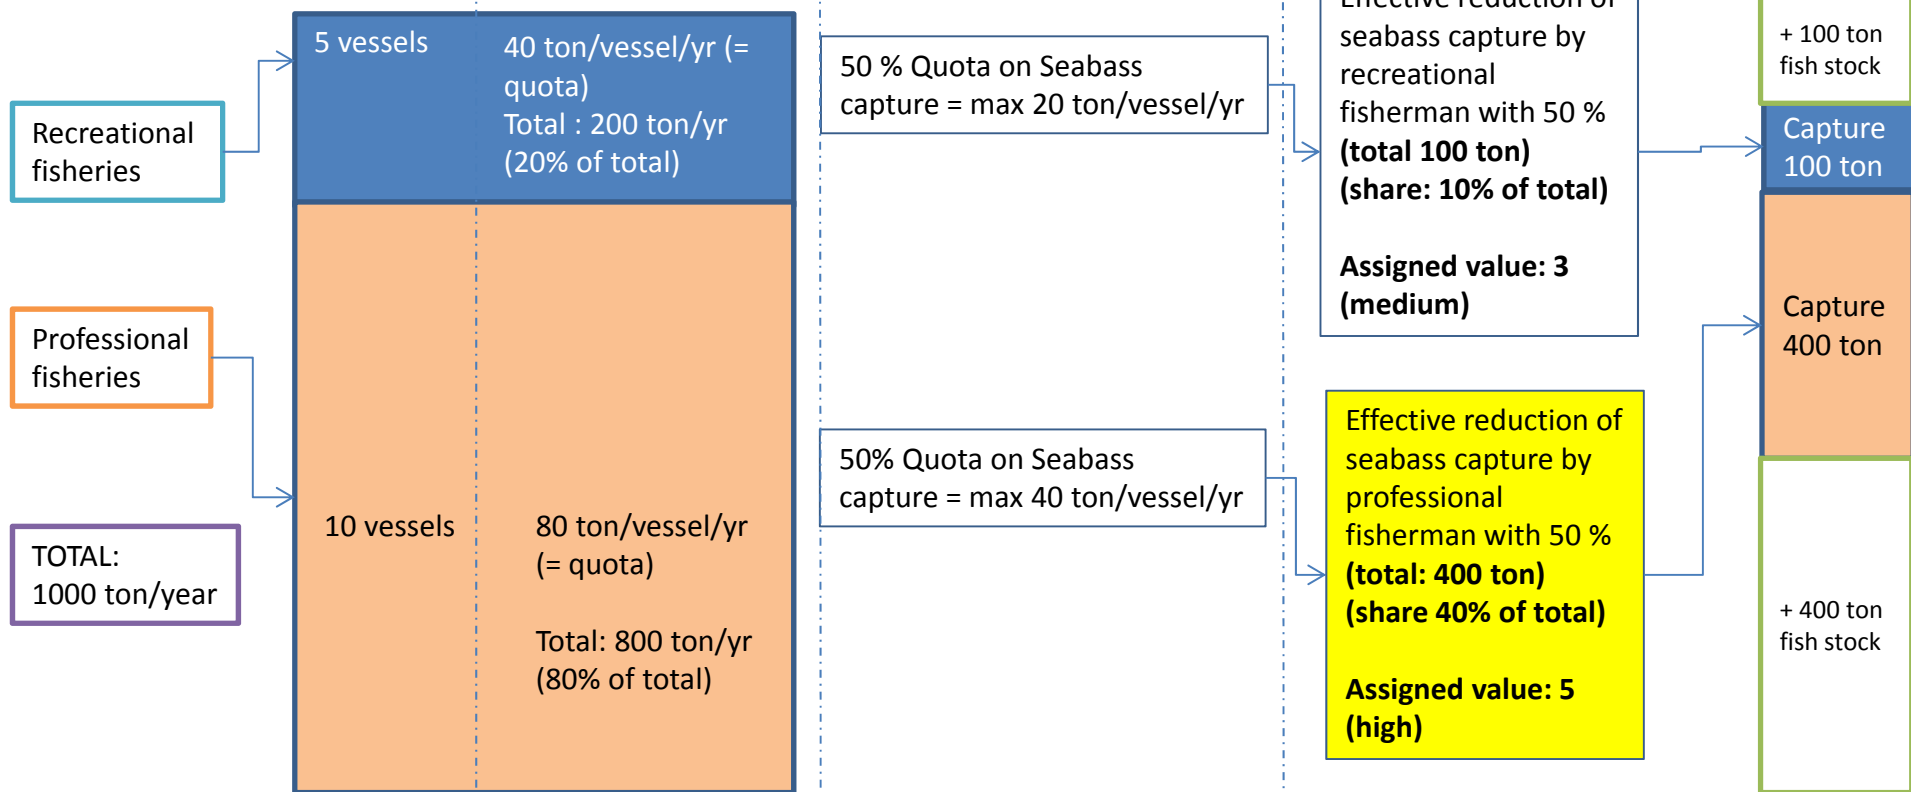 Recreational
fisheries
Professional
fisheries
TOTAL:
1000 ton/year
5 vessels
40 ton/vessel/yr (=
quota)
Total : 200 ton/yr
(20% of total)
10 vessels
80 ton/vessel/yr
(= quota)
Total: 800 ton/yr
(80% of total)
50 % Quota on Seabass
capture = max 20 ton/vessel/yr
50% Quota on Seabass
capture = max 40 ton/vessel/yr
Effective reduction of
seabass capture by
recreational
fisherman with 50 %
(total 100 ton)
(share: 10% of total)
Assigned value: 3
(medium)
Effective reduction of
seabass capture by
professional
fisherman with 50 %
(total: 400 ton)
(share 40% of total)
Assigned value: 5
(high)
+ 100 ton
fish stock
Capture
100 ton
Capture
400 ton
+ 400 ton
fish stock